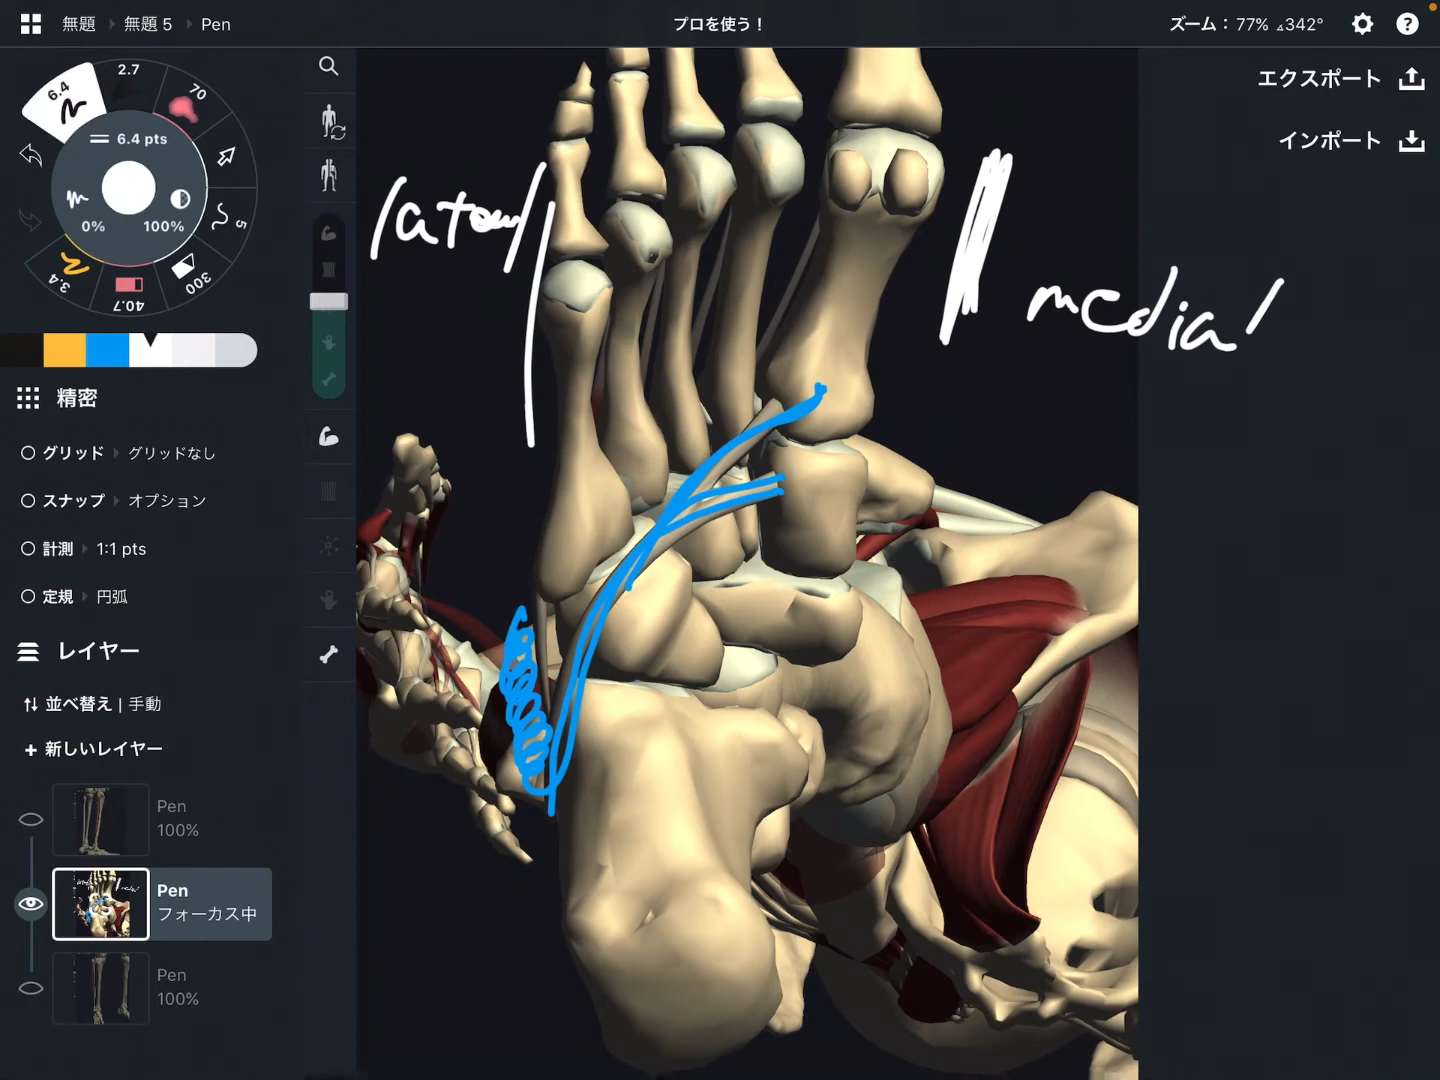 無題 無題 5 Pen
プロを使う！
ズーム： 77% ⦟342°
エクスポート
インポート
6.4
2.7
70
5
300
40.7
3.4
6.4 pts
0% 100%
精密
グリッド グリッドなし
スナップ オプション
計測 1:1 pts
定規 円弧
レイヤー
並べ替え | 手動
+ 新しいレイヤー
Pen
100%
Pen
フォーカス中
Pen
100%
lateral
medial